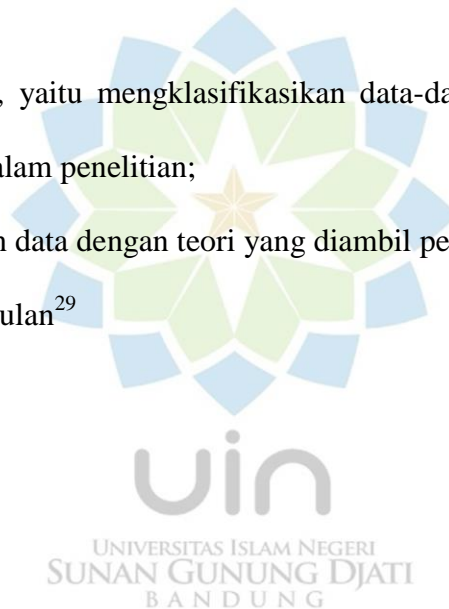 , yaitu mengklasifikasikan data-da
alam penelitian;
n data dengan teori yang diambil pe
ulan²⁹
uin
UNIVERSITAS ISLAM NEGERI
SUNAN GUNUNG DJATI
BANDUNG